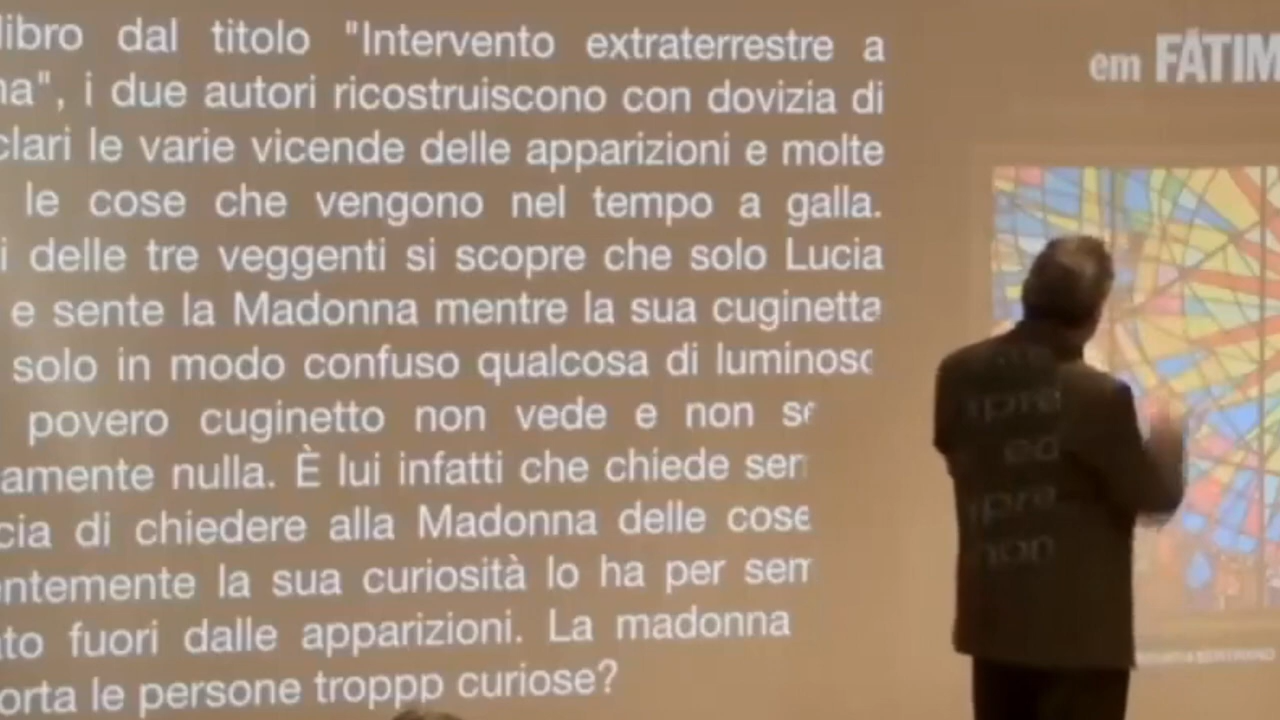 libro dal titolo "Intervento extraterrestre a
na", i due autori ricostruiscono con dovizia di
clari le varie vicende delle apparizioni e molte
le cose che vengono nel tempo a galla.
i delle tre veggenti si scopre che solo Lucia
e sente la Madonna mentre la sua cuginetta
solo in modo confuso qualcosa di luminoso
povero cuginetto non vede e non se
amente nulla. È lui infatti che chiede sem
cia di chiedere alla Madonna delle cose
entemente la sua curiosità lo ha per sem
ato fuori dalle apparizioni. La madonna
orta le persone troppp curiose?
em FÁTIM